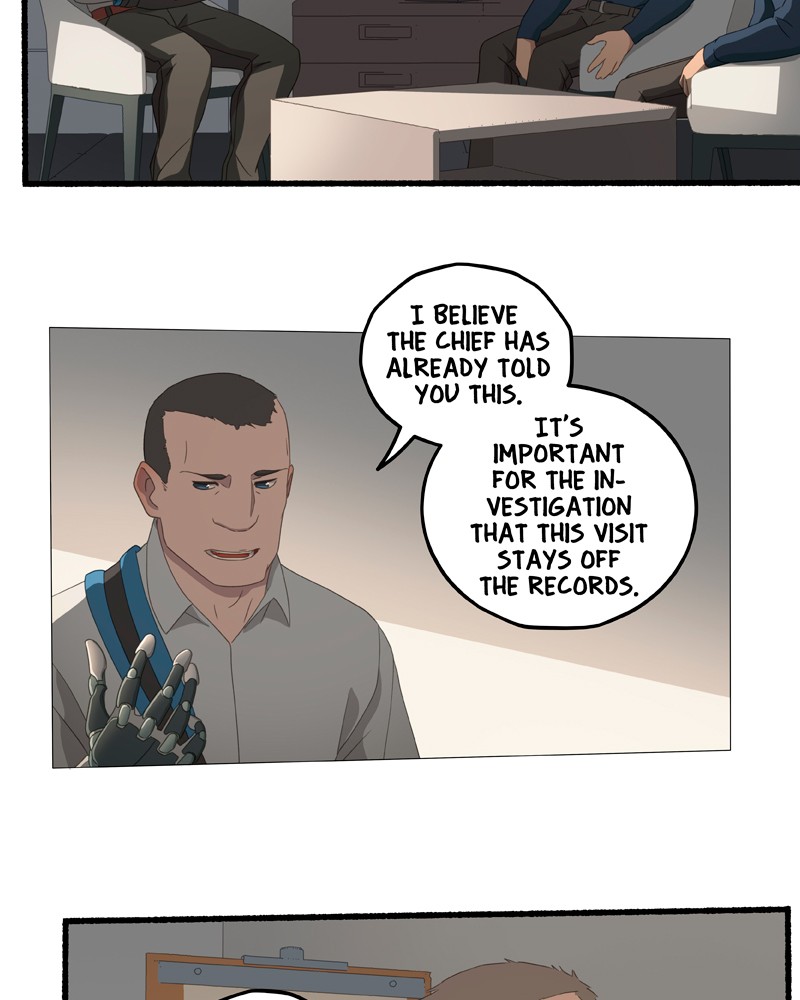 I BELIEVE
THE CHIEF HAS
ALREADY TOLD
YOU THIS.
IT'S
IMPORTANT
FOR THE IN-
VESTIGATION
THAT THIS VISIT
STAYS OFF
THE RECORDS.